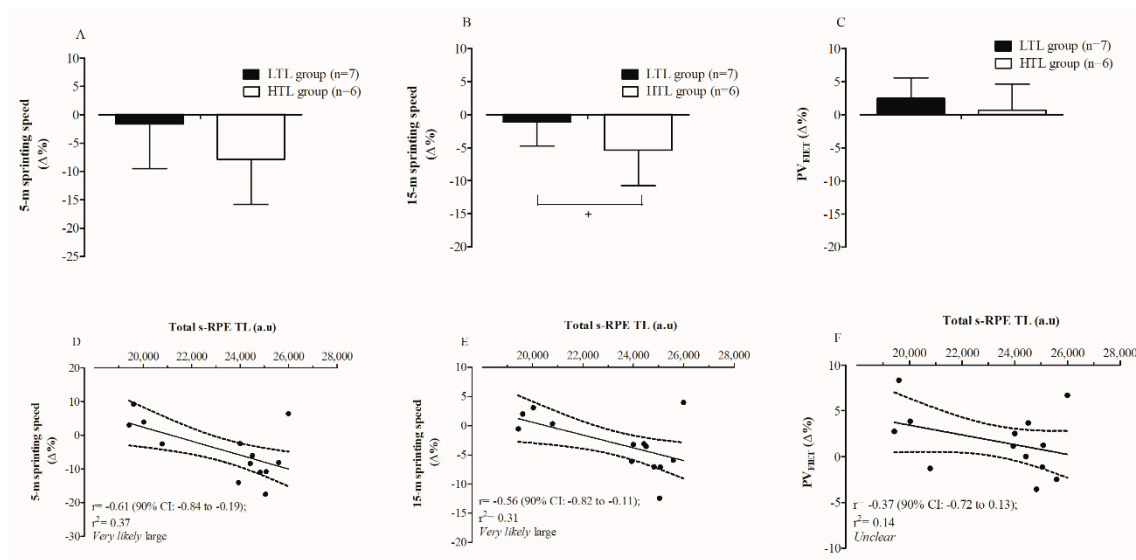 A
10
5
0
-5
-10
-15
-20
-25
5-m sprinting speed
(Δ%)
LTL group (n=7)
HTL group (n=6)
B
10
5
0
-5
-10
-15
-20
15-m sprinting speed
(Δ%)
LTL group (n=7)
HTL group (n=6)
C
10
5
0
-5
-10
-15
-20
PV_FIET (Δ%)
LTL group (n=7)
HTL group (n=6)
+
Total s-RPE TL (a.u)
D
20,000 22,000 24,000 26,000 28,000
20
10
0
-10
-20
-30
5-m sprinting speed
(Δ%)
r= -0.61 (90% CI: -0.84 to -0.19);
r²= 0.37
Very likely large
Total s-RPE TL (a.u)
E
20,000 22,000 24,000 26,000 28,000
10
5
0
-5
-10
-15
-20
-25
15-m sprinting speed
(Δ%)
r= -0.56 (90% CI: -0.82 to -0.11);
r²= 0.31
Very likely large
Total s-RPE TL (a.u)
F
20,000 22,000 24,000 26,000 28,000
10
5
0
-5
-10
PV_FIET (Δ%)
r= -0.37 (90% CI: -0.72 to 0.13);
r²= 0.14
Unclear